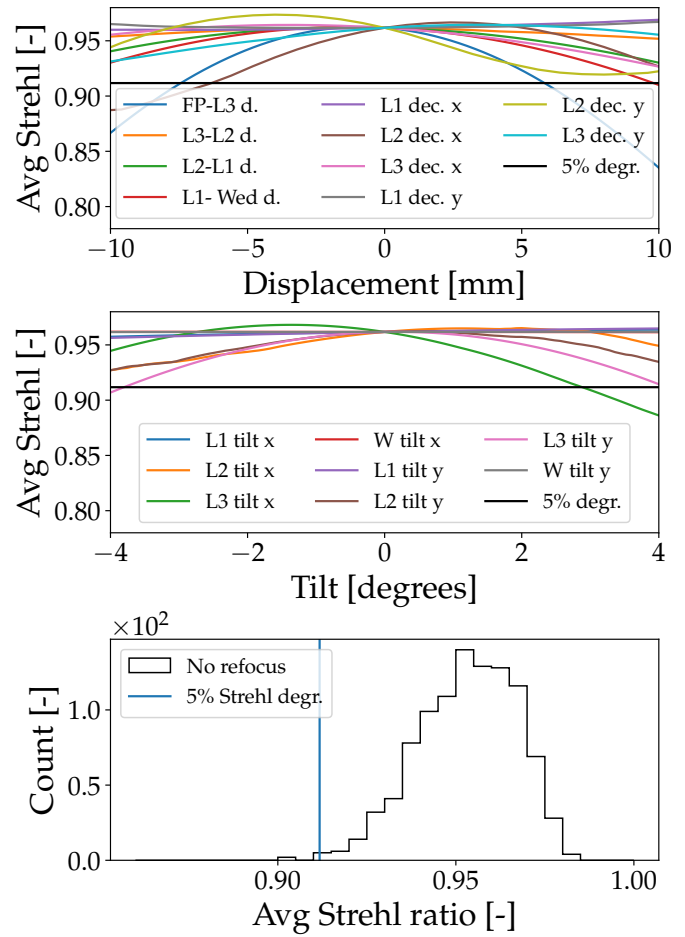 Avg Strehl [-]
0.95
0.90
0.85
0.80
FP-L3 d.
L3-L2 d.
L2-L1 d.
L1- Wed d.
L1 dec. x
L2 dec. x
L3 dec. x
L1 dec. y
L2 dec. y
L3 dec. y
5% degr.
−10 −5 0 5 10
Displacement [mm]
Avg Strehl [-]
0.95
0.90
0.85
0.80
L1 tilt x
L2 tilt x
L3 tilt x
W tilt x
L1 tilt y
L2 tilt y
L3 tilt y
W tilt y
5% degr.
−4 −2 0 2 4
Tilt [degrees]
×10²
Count [-]
1.0
0.5
0.0
No refocus
5% Strehl degr.
0.90 0.95 1.00
Avg Strehl ratio [-]